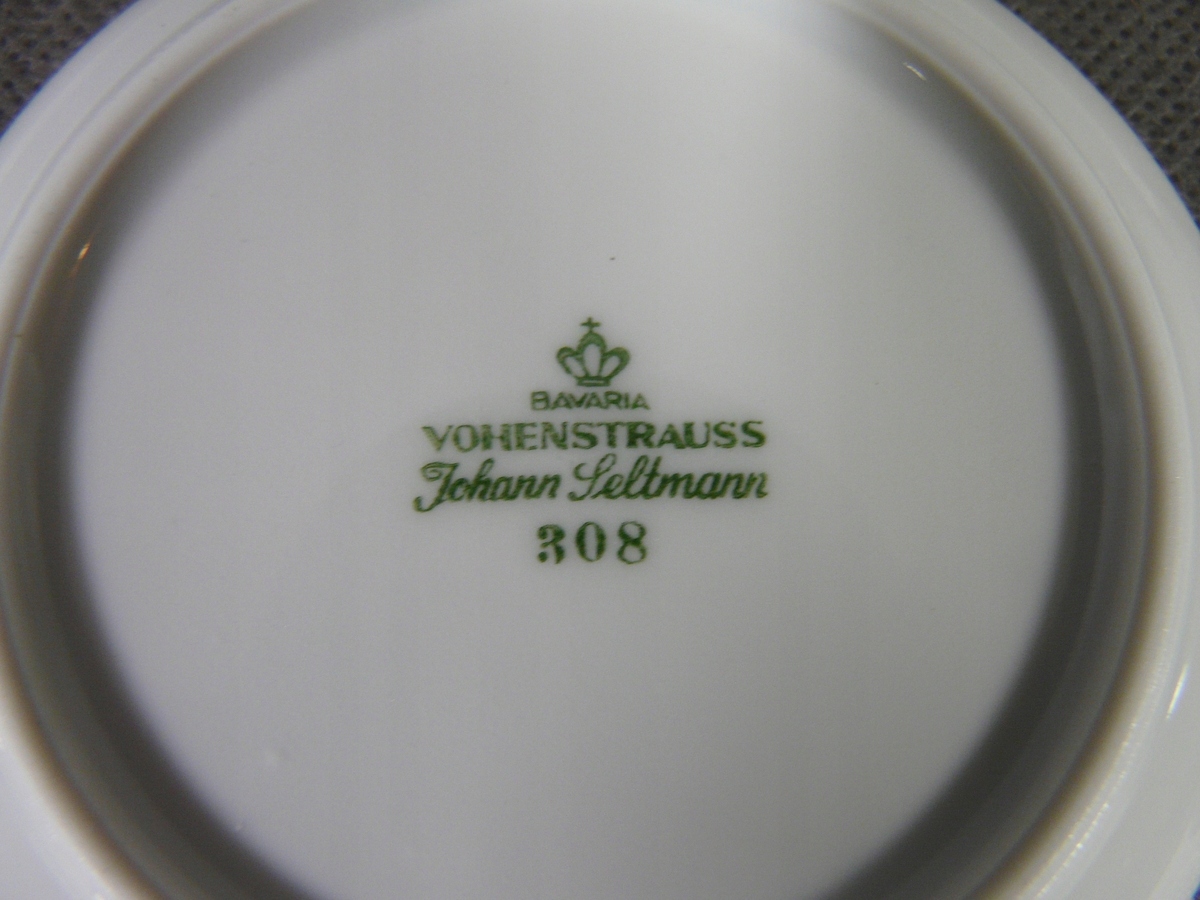 BAVARIA
VOHENSTRAUSS
Johann Seltmann
308